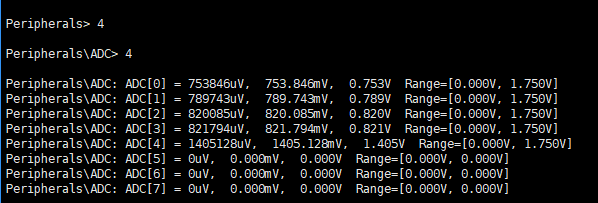 Peripherals> 4
Peripherals\ADC> 4
Peripherals\ADC: ADC[0] = 753846uV,  753.846mV,  0.753V  Range=[0.000V, 1.750V]
Peripherals\ADC: ADC[1] = 789743uV,  789.743mV,  0.789V  Range=[0.000V, 1.750V]
Peripherals\ADC: ADC[2] = 820085uV,  820.085mV,  0.820V  Range=[0.000V, 1.750V]
Peripherals\ADC: ADC[3] = 821794uV,  821.794mV,  0.821V  Range=[0.000V, 1.750V]
Peripherals\ADC: ADC[4] = 1405128uV,  1405.128mV,  1.405V  Range=[0.000V, 1.750V]
Peripherals\ADC: ADC[5] = 0uV,  0.000mV,  0.000V  Range=[0.000V, 0.000V]
Peripherals\ADC: ADC[6] = 0uV,  0.000mV,  0.000V  Range=[0.000V, 0.000V]
Peripherals\ADC: ADC[7] = 0uV,  0.000mV,  0.000V  Range=[0.000V, 0.000V]